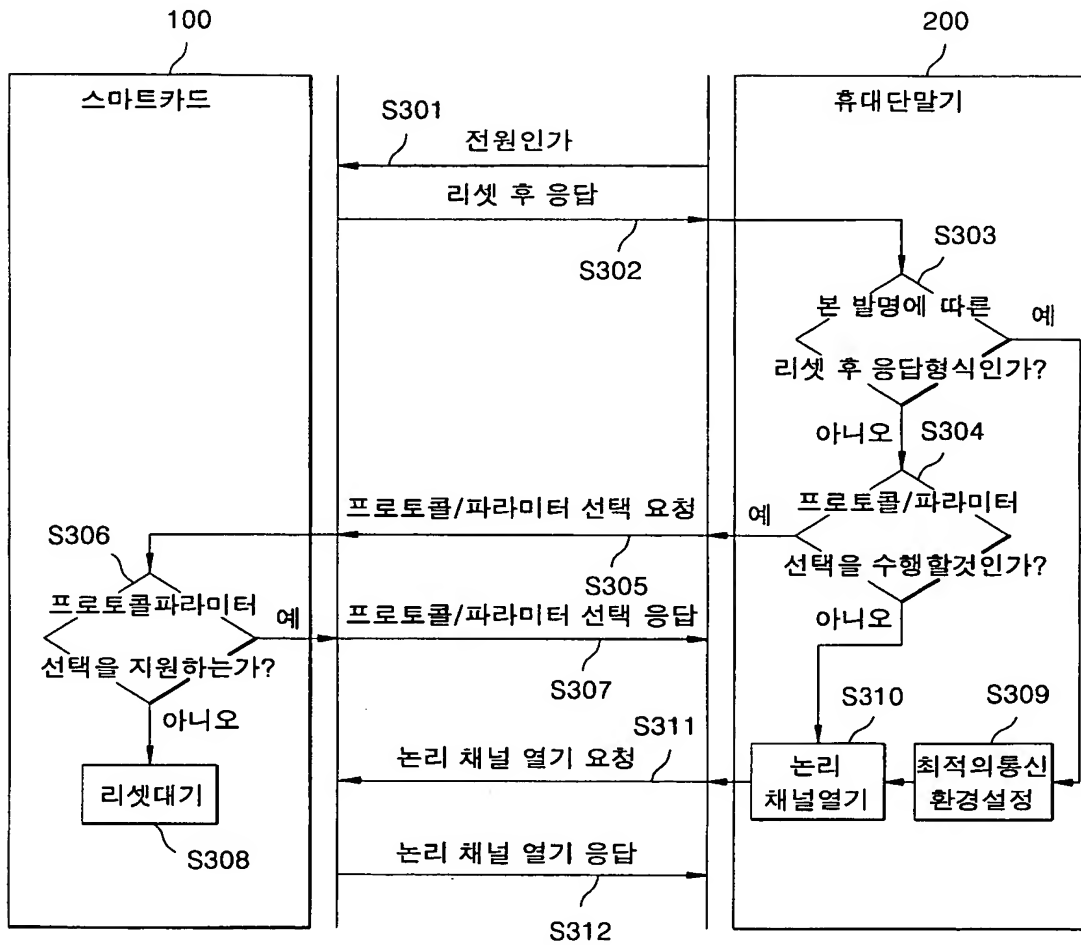 100
200
스마트카드
휴대단말기
S301
전원인가
리셋 후 응답
S302
S303
본 발명에 따른
리셋 후 응답형식인가?
예
아니오
S304
프로토콜/파라미터
선택을 수행할것인가?
예
아니오
프로토콜/파라미터 선택 요청
S305
S306
프로토콜파라미터
선택을 지원하는가?
예
아니오
프로토콜/파라미터 선택 응답
S307
리셋대기
S308
S310
논리
채널열기
S309
최적의통신
환경설정
S311
논리 채널 열기 요청
논리 채널 열기 응답
S312